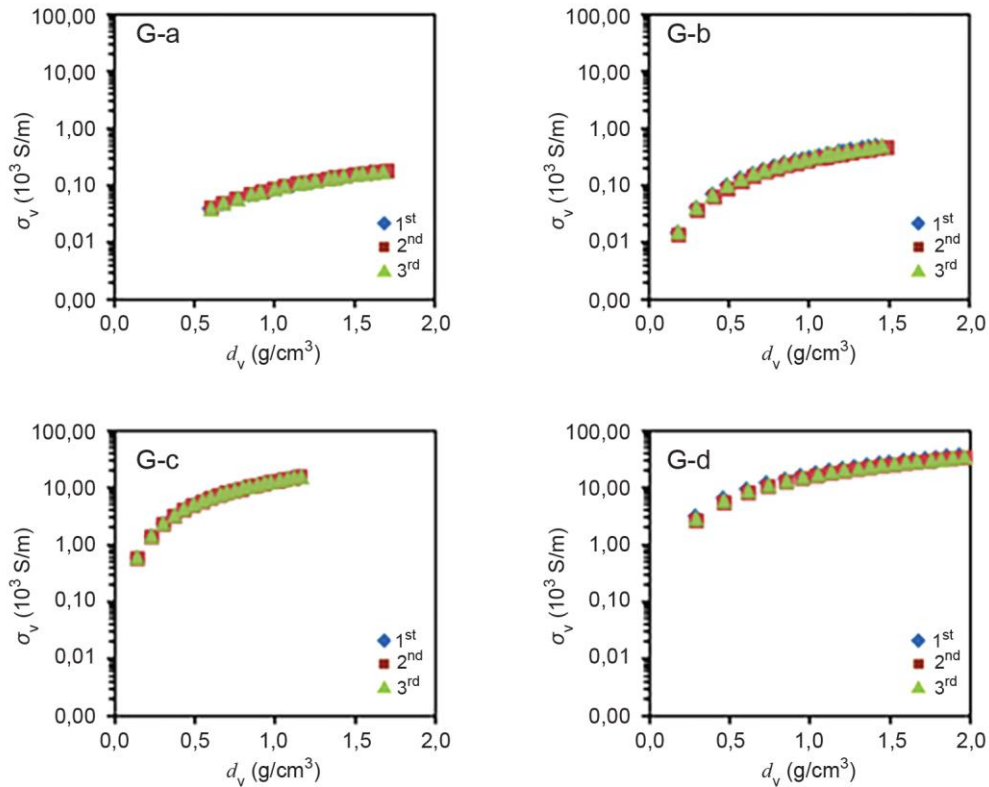 G-a
100,00
10,00
1,00
0,10
0,01
0,00
σv (10³ S/m)
1st
2nd
3rd
0,0 0,5 1,0 1,5 2,0
dv (g/cm³)
G-b
100,00
10,00
1,00
0,10
0,01
0,00
σv (10³ S/m)
1st
2nd
3rd
0,0 0,5 1,0 1,5 2,0
dv (g/cm³)
G-c
100,00
10,00
1,00
0,10
0,01
0,00
σv (10³ S/m)
1st
2nd
3rd
0,0 0,5 1,0 1,5 2,0
dv (g/cm³)
G-d
100,00
10,00
1,00
0,10
0,01
0,00
σv (10³ S/m)
1st
2nd
3rd
0,0 0,5 1,0 1,5 2,0
dv (g/cm³)